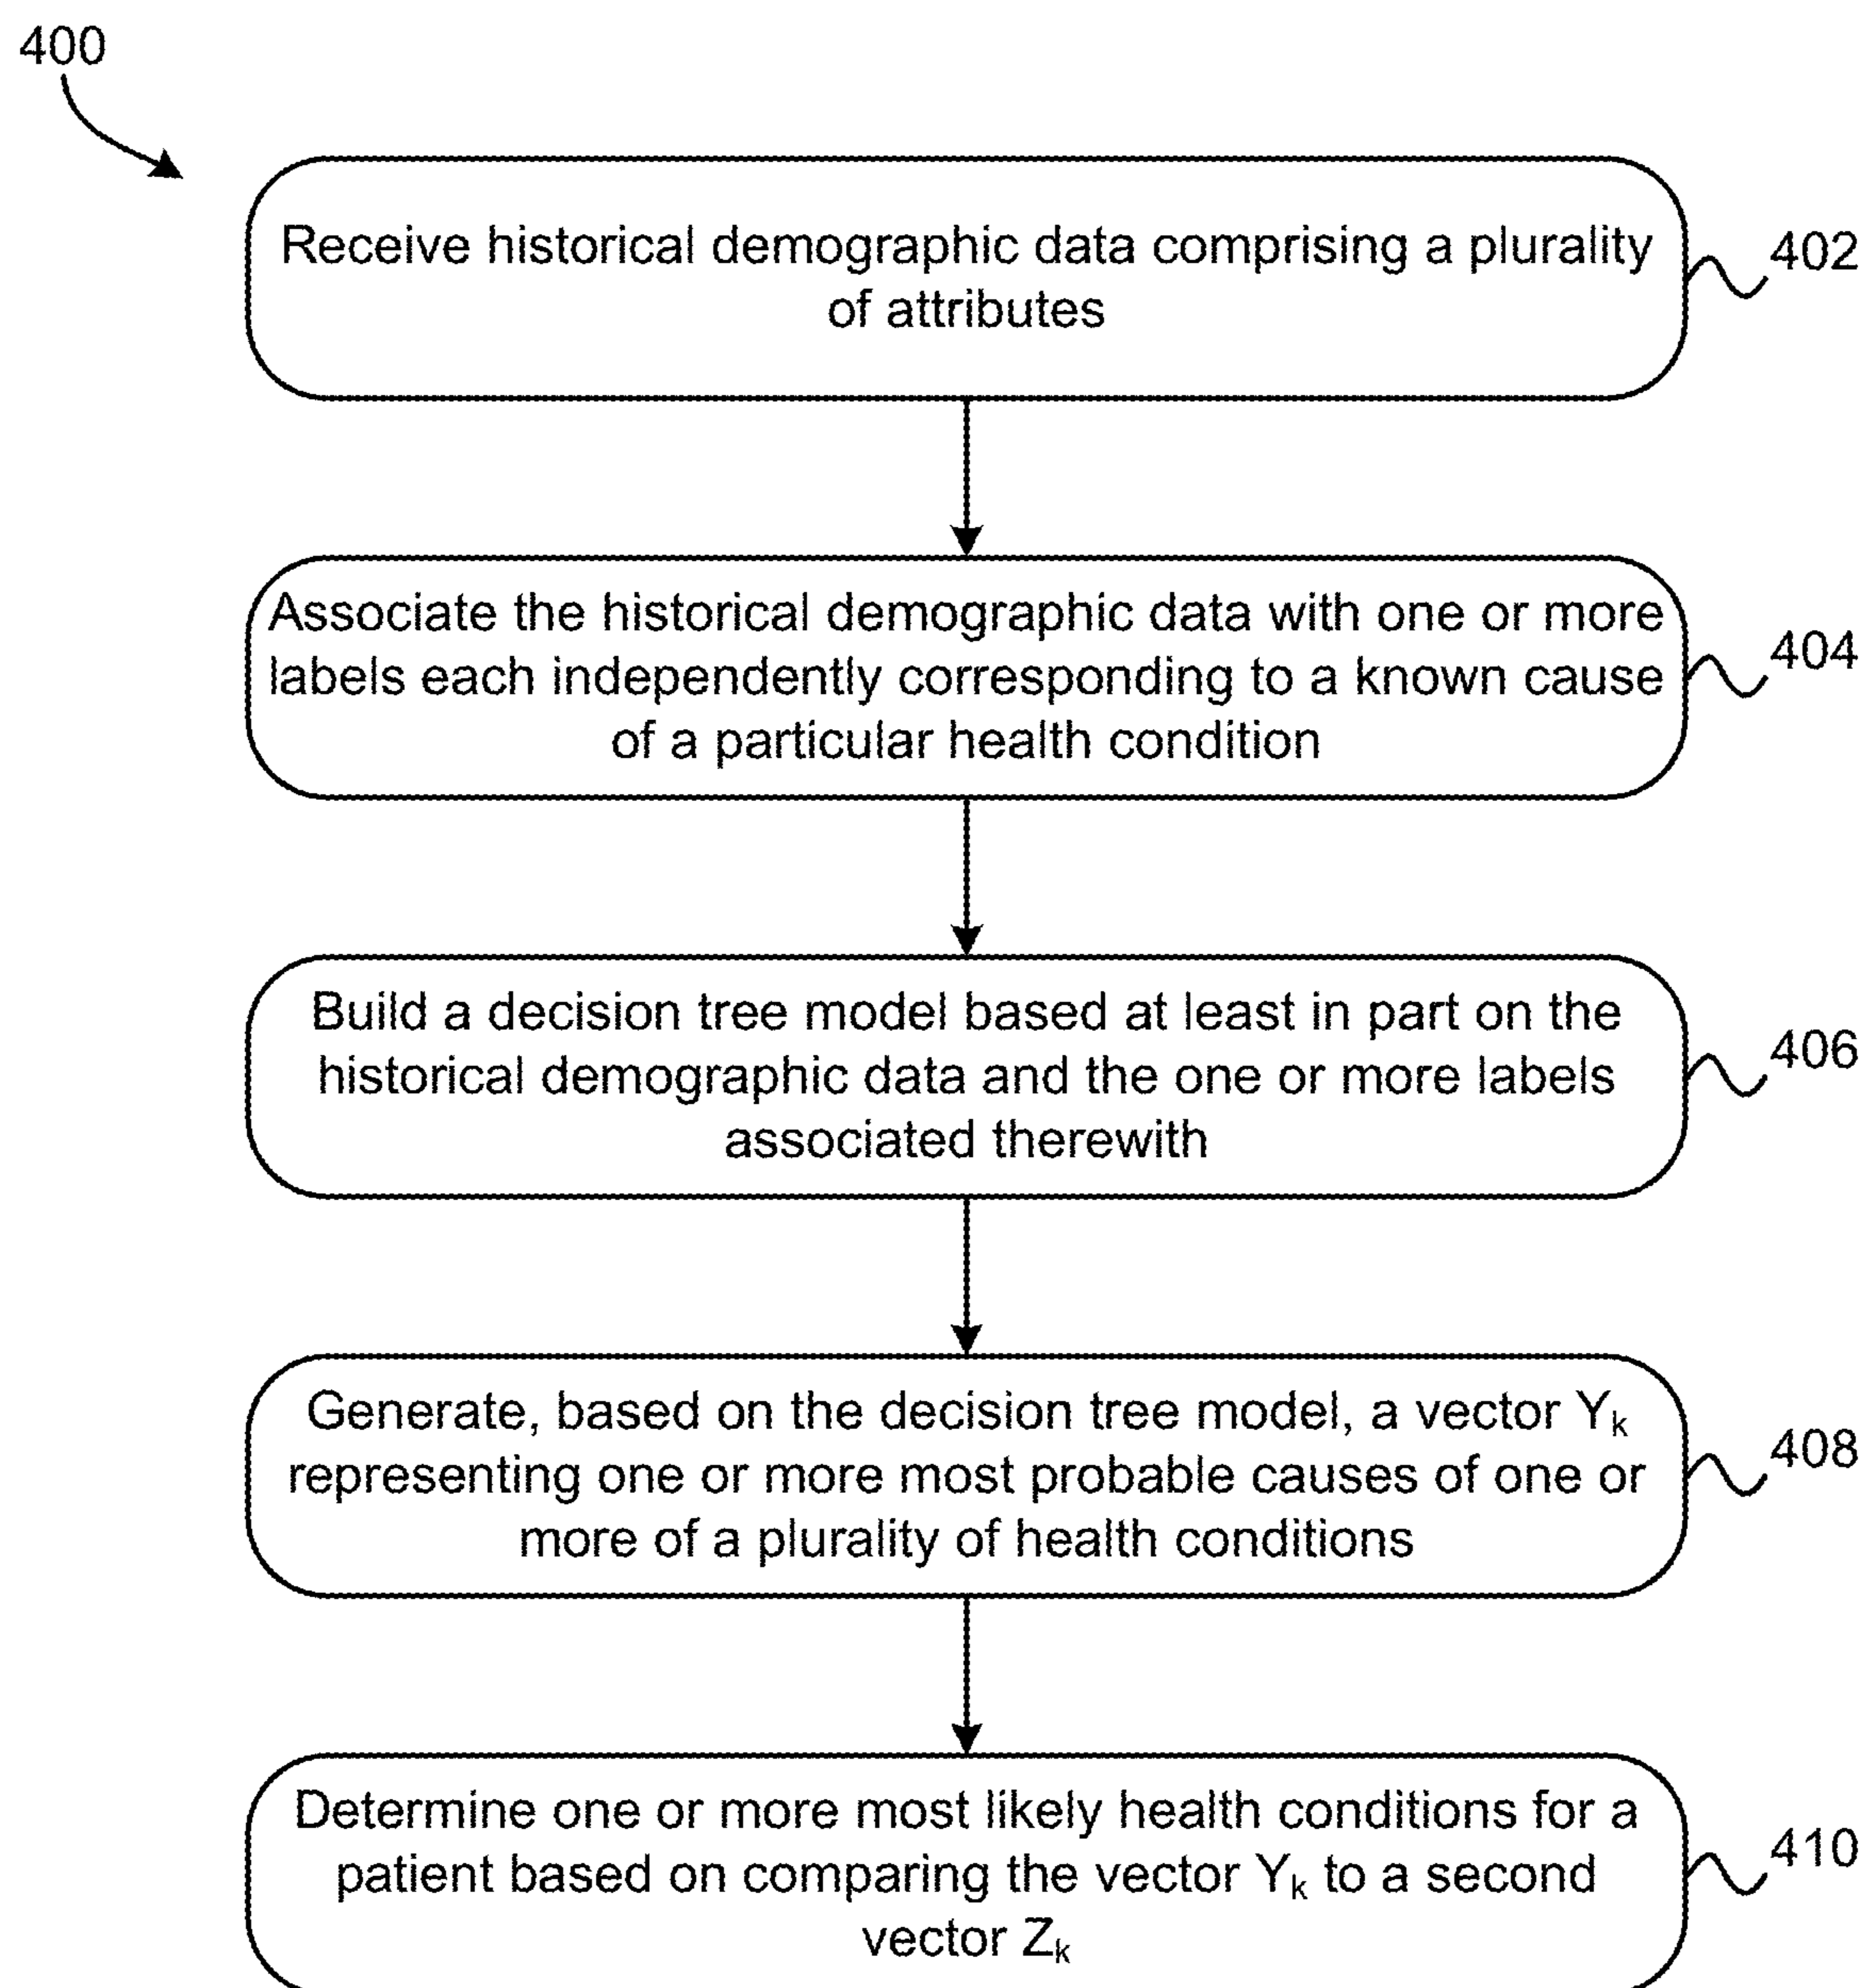 400
Receive historical demographic data comprising a plurality
of attributes
402
Associate the historical demographic data with one or more
labels each independently corresponding to a known cause
of a particular health condition
404
Build a decision tree model based at least in part on the
historical demographic data and the one or more labels
associated therewith
406
Generate, based on the decision tree model, a vector Yₖ
representing one or more most probable causes of one or
more of a plurality of health conditions
408
Determine one or more most likely health conditions for a
patient based on comparing the vector Yₖ to a second
vector Zₖ
410